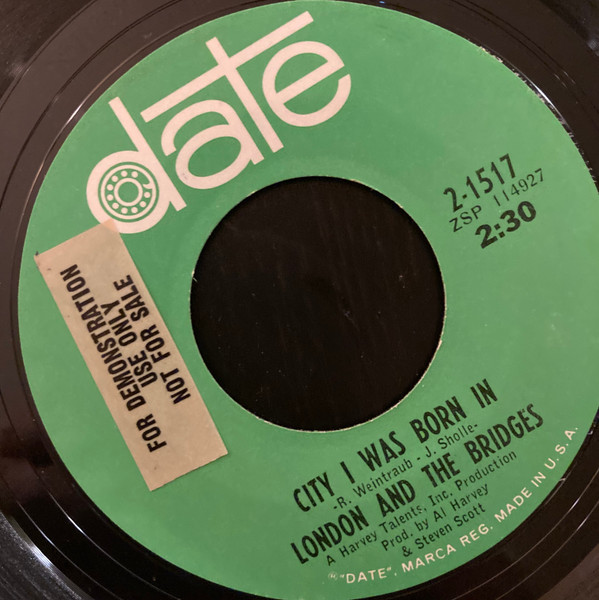 date
2-1517
ZSP 114927
2:30
FOR DEMONSTRATION
USE ONLY
NOT FOR SALE
CITY I WAS BORN IN
-R. Weintraub - J. Sholle-
LONDON AND THE BRIDGES
A Harvey Talents, Inc. Production
Prod. by Al Harvey
& Steven Scott
® "DATE", MARCA REG. MADE IN U.S.A.